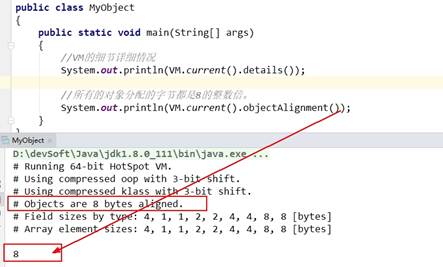 public class MyObject
{
public static void main(String[] args)
{
//VM的细节详细情况
System.out.println(VM.current().details());
//所有的对象分配的字节都是8的整数倍。
System.out.println(VM.current().objectAlignment());
}
}
MyObject
D:\devSoft\Java\jdk1.8.0_111\bin\java.exe ...
# Running 64-bit HotSpot VM.
# Using compressed oop with 3-bit shift.
# Using compressed klass with 3-bit shift.
# Objects are 8 bytes aligned.
# Field sizes by type: 4, 1, 1, 2, 2, 4, 4, 8, 8 [bytes]
# Array element sizes: 4, 1, 1, 2, 2, 4, 4, 8, 8 [bytes]
8